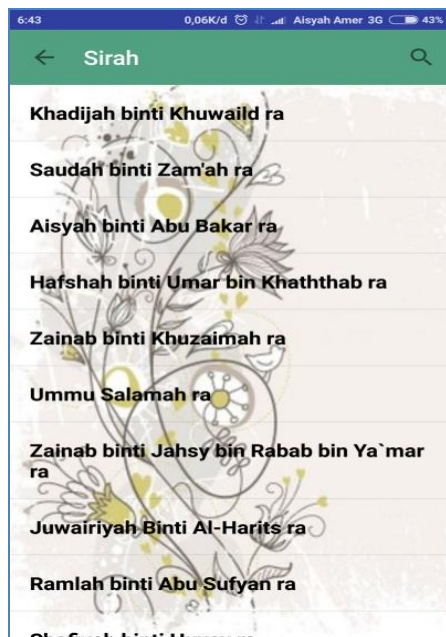 6:43 0,06K/d Aisyah Amer 3G 43%
Sirah
Khadijah binti Khuwaild ra
Saudah binti Zam'ah ra
Aisyah binti Abu Bakar ra
Hafshah binti Umar bin Khaththab ra
Zainab binti Khuzaimah ra
Ummu Salamah ra
Zainab binti Jahsy bin Rabab bin Ya`mar
ra
Juwairiyah Binti Al-Harits ra
Ramlah binti Abu Sufyan ra